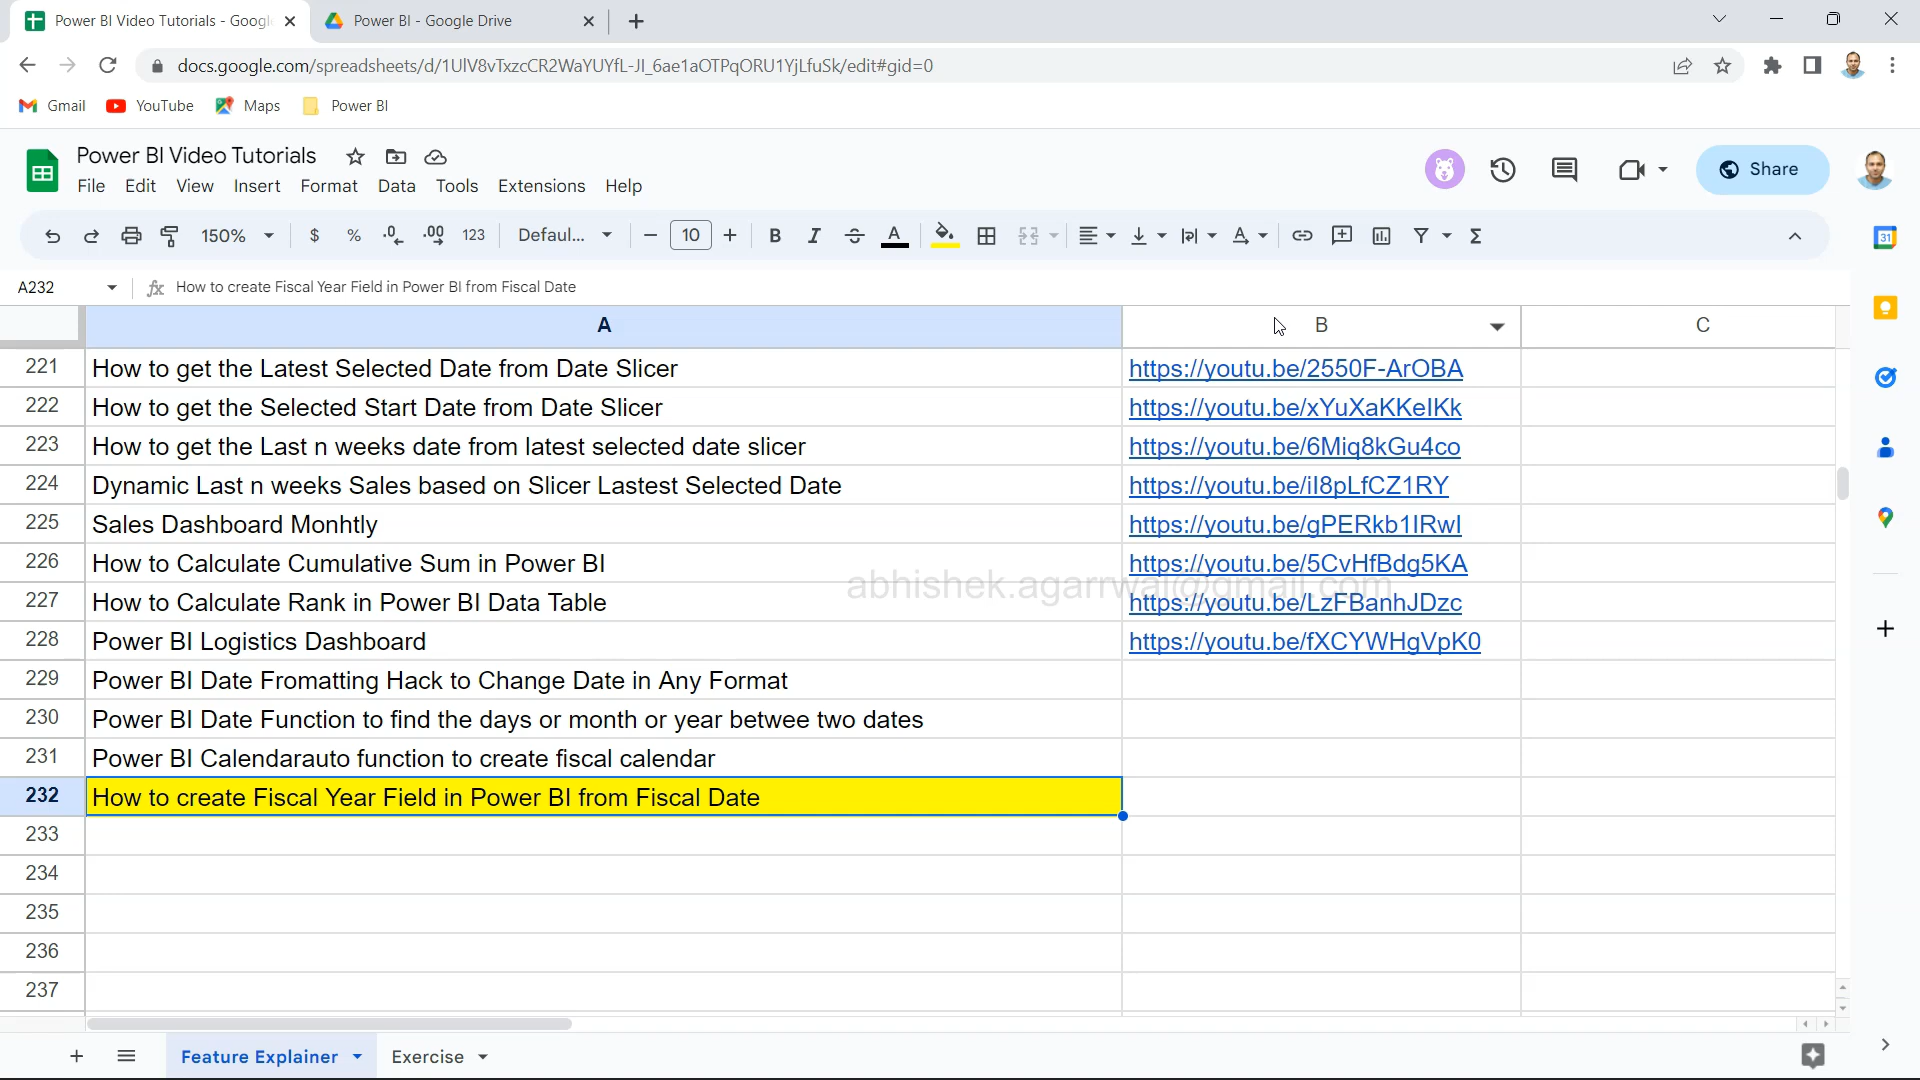 Power BI Video Tutorials - Googl
Power BI - Google Drive
docs.google.com/spreadsheets/d/1UlV8vTxzcCR2WaYUYfL-JI_6ae1aOTPqORU1YjLfuSk/edit#gid=0
Gmail YouTube Maps Power BI
Power BI Video Tutorials
File Edit View Insert Format Data Tools Extensions Help
Share
150% $ % .0 .00 123 Defaul... 10 B I A Σ
31
A232 fx How to create Fiscal Year Field in Power BI from Fiscal Date
A B C
221 How to get the Latest Selected Date from Date Slicer https://youtu.be/2550F-ArOBA
222 How to get the Selected Start Date from Date Slicer https://youtu.be/xYuXaKKeIKk
223 How to get the Last n weeks date from latest selected date slicer https://youtu.be/6Miq8kGu4co
224 Dynamic Last n weeks Sales based on Slicer Lastest Selected Date https://youtu.be/iI8pLfCZ1RY
225 Sales Dashboard Monhtly https://youtu.be/gPERkb1IRwI
226 How to Calculate Cumulative Sum in Power BI https://youtu.be/5CvHfBdg5KA
abhishek.agarrwal@gmail.com
227 How to Calculate Rank in Power BI Data Table https://youtu.be/LzFBanhJDzc
228 Power BI Logistics Dashboard https://youtu.be/fXCYWHgVpK0
229 Power BI Date Fromatting Hack to Change Date in Any Format
230 Power BI Date Function to find the days or month or year betwee two dates
231 Power BI Calendarauto function to create fiscal calendar
232 How to create Fiscal Year Field in Power BI from Fiscal Date
233
234
235
236
237
Feature Explainer Exercise